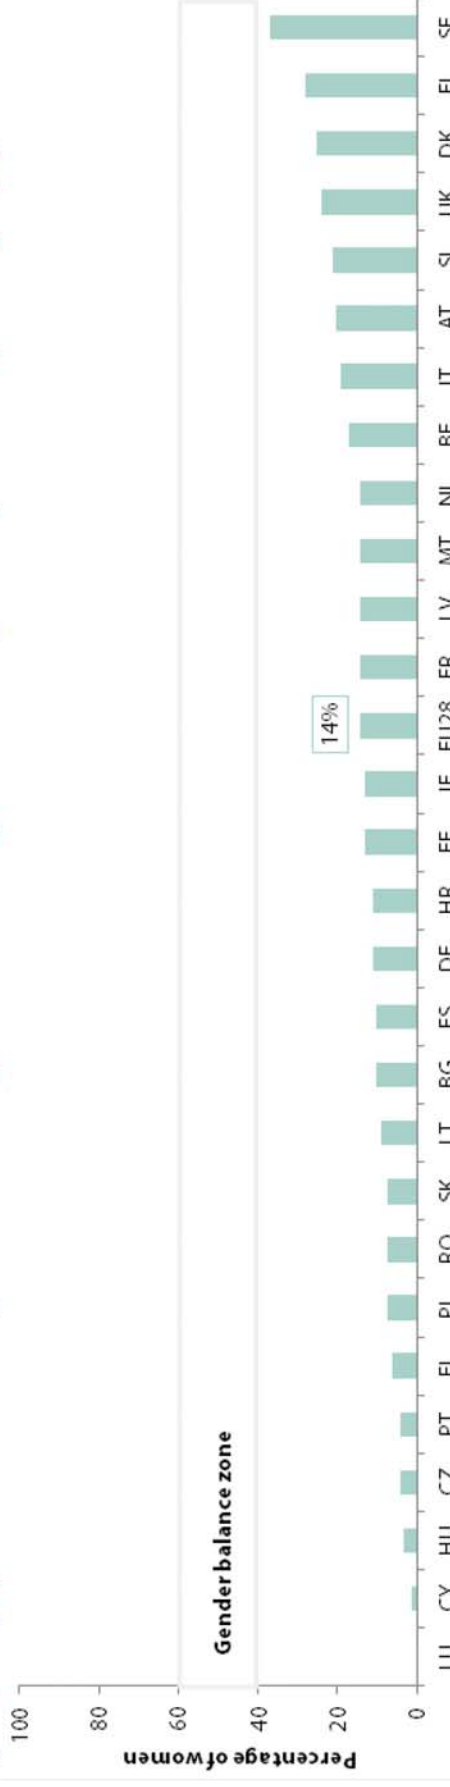 Percentage of women
100
80
60
40
20
0
Gender balance zone
14%
LU CY HU CZ PT EL PL RO SK LT BG ES DE HR EE IE EU28 FR LV MT NL BE IT AT SI UK DK FI SE